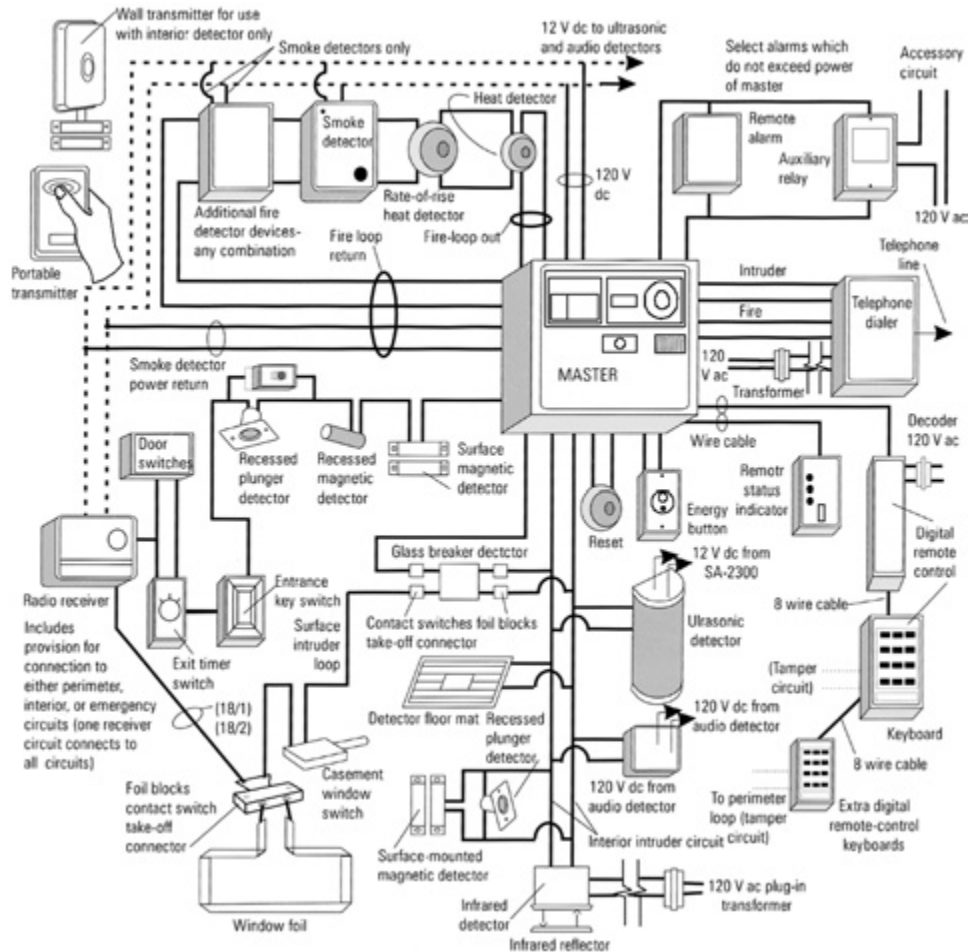 Wall transmitter for use
with interior detector only
Smoke detectors only
12 V dc to ultrasonic
and audio detectors
Select alarms which
do not exceed power
of master
Accessory
circuit
Heat detector
Smoke
detector
Remote
alarm
Auxiliary
relay
120 V
dc
Rate-of-rise
heat detector
Additional fire
detector devices-
any combination
120 V ac
Fire loop
return
Fire-loop out
Portable
transmitter
Telephone
line
Intruder
Fire
Telephone
dialer
Smoke detector
power return
MASTER
120
V ac
Transformer
Decoder
120 V ac
Wire cable
Door
switches
Recessed
plunger
detector
Recessed
magnetic
detector
Surface
magnetic
detector
Remotr
status
indicator
Energy
button
Reset
Digital
remote
control
Glass breaker dectctor
12 V dc from
SA-2300
Radio receiver
Entrance
key switch
Contact switches foil blocks
take-off connector
8 wire cable
Includes
provision for
connection to
either perimeter,
interior, or emergency
circuits (one receiver
circuit connects to
all circuits)
Exit timer
switch
Surface
intruder
loop
Ulrasonic
detector
(Tamper
circuit)
(18/1)
(18/2)
Detector floor mat
Recessed
plunger
detector
120 V dc from
audio detector
Keyboard
Casement
window
switch
8 wire cable
Foil blocks
contact switch
take-off
connector
120 V dc from
audio detector
To perimeter
loop (tamper
circuit)
Extra digital
remote-control
keyboards
Interior intruder circuit
Surface-mounted
magnetic detector
Infrared
detector
120 V ac plug-in
transformer
Window foil
Infrared reflector